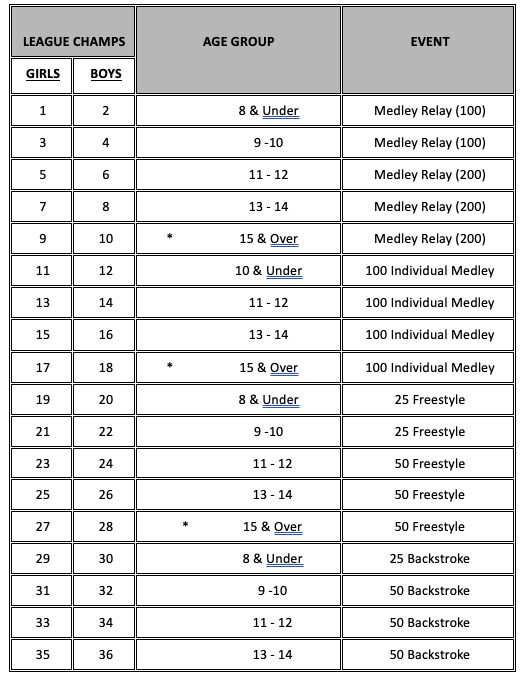 LEAGUE CHAMPS AGE GROUP EVENT
GIRLS BOYS
1 2 8 & Under Medley Relay (100)
3 4 9 -10 Medley Relay (100)
5 6 11 - 12 Medley Relay (200)
7 8 13 - 14 Medley Relay (200)
9 10 * 15 & Over Medley Relay (200)
11 12 10 & Under 100 Individual Medley
13 14 11 - 12 100 Individual Medley
15 16 13 - 14 100 Individual Medley
17 18 * 15 & Over 100 Individual Medley
19 20 8 & Under 25 Freestyle
21 22 9 -10 25 Freestyle
23 24 11 - 12 50 Freestyle
25 26 13 - 14 50 Freestyle
27 28 * 15 & Over 50 Freestyle
29 30 8 & Under 25 Backstroke
31 32 9 -10 50 Backstroke
33 34 11 - 12 50 Backstroke
35 36 13 - 14 50 Backstroke